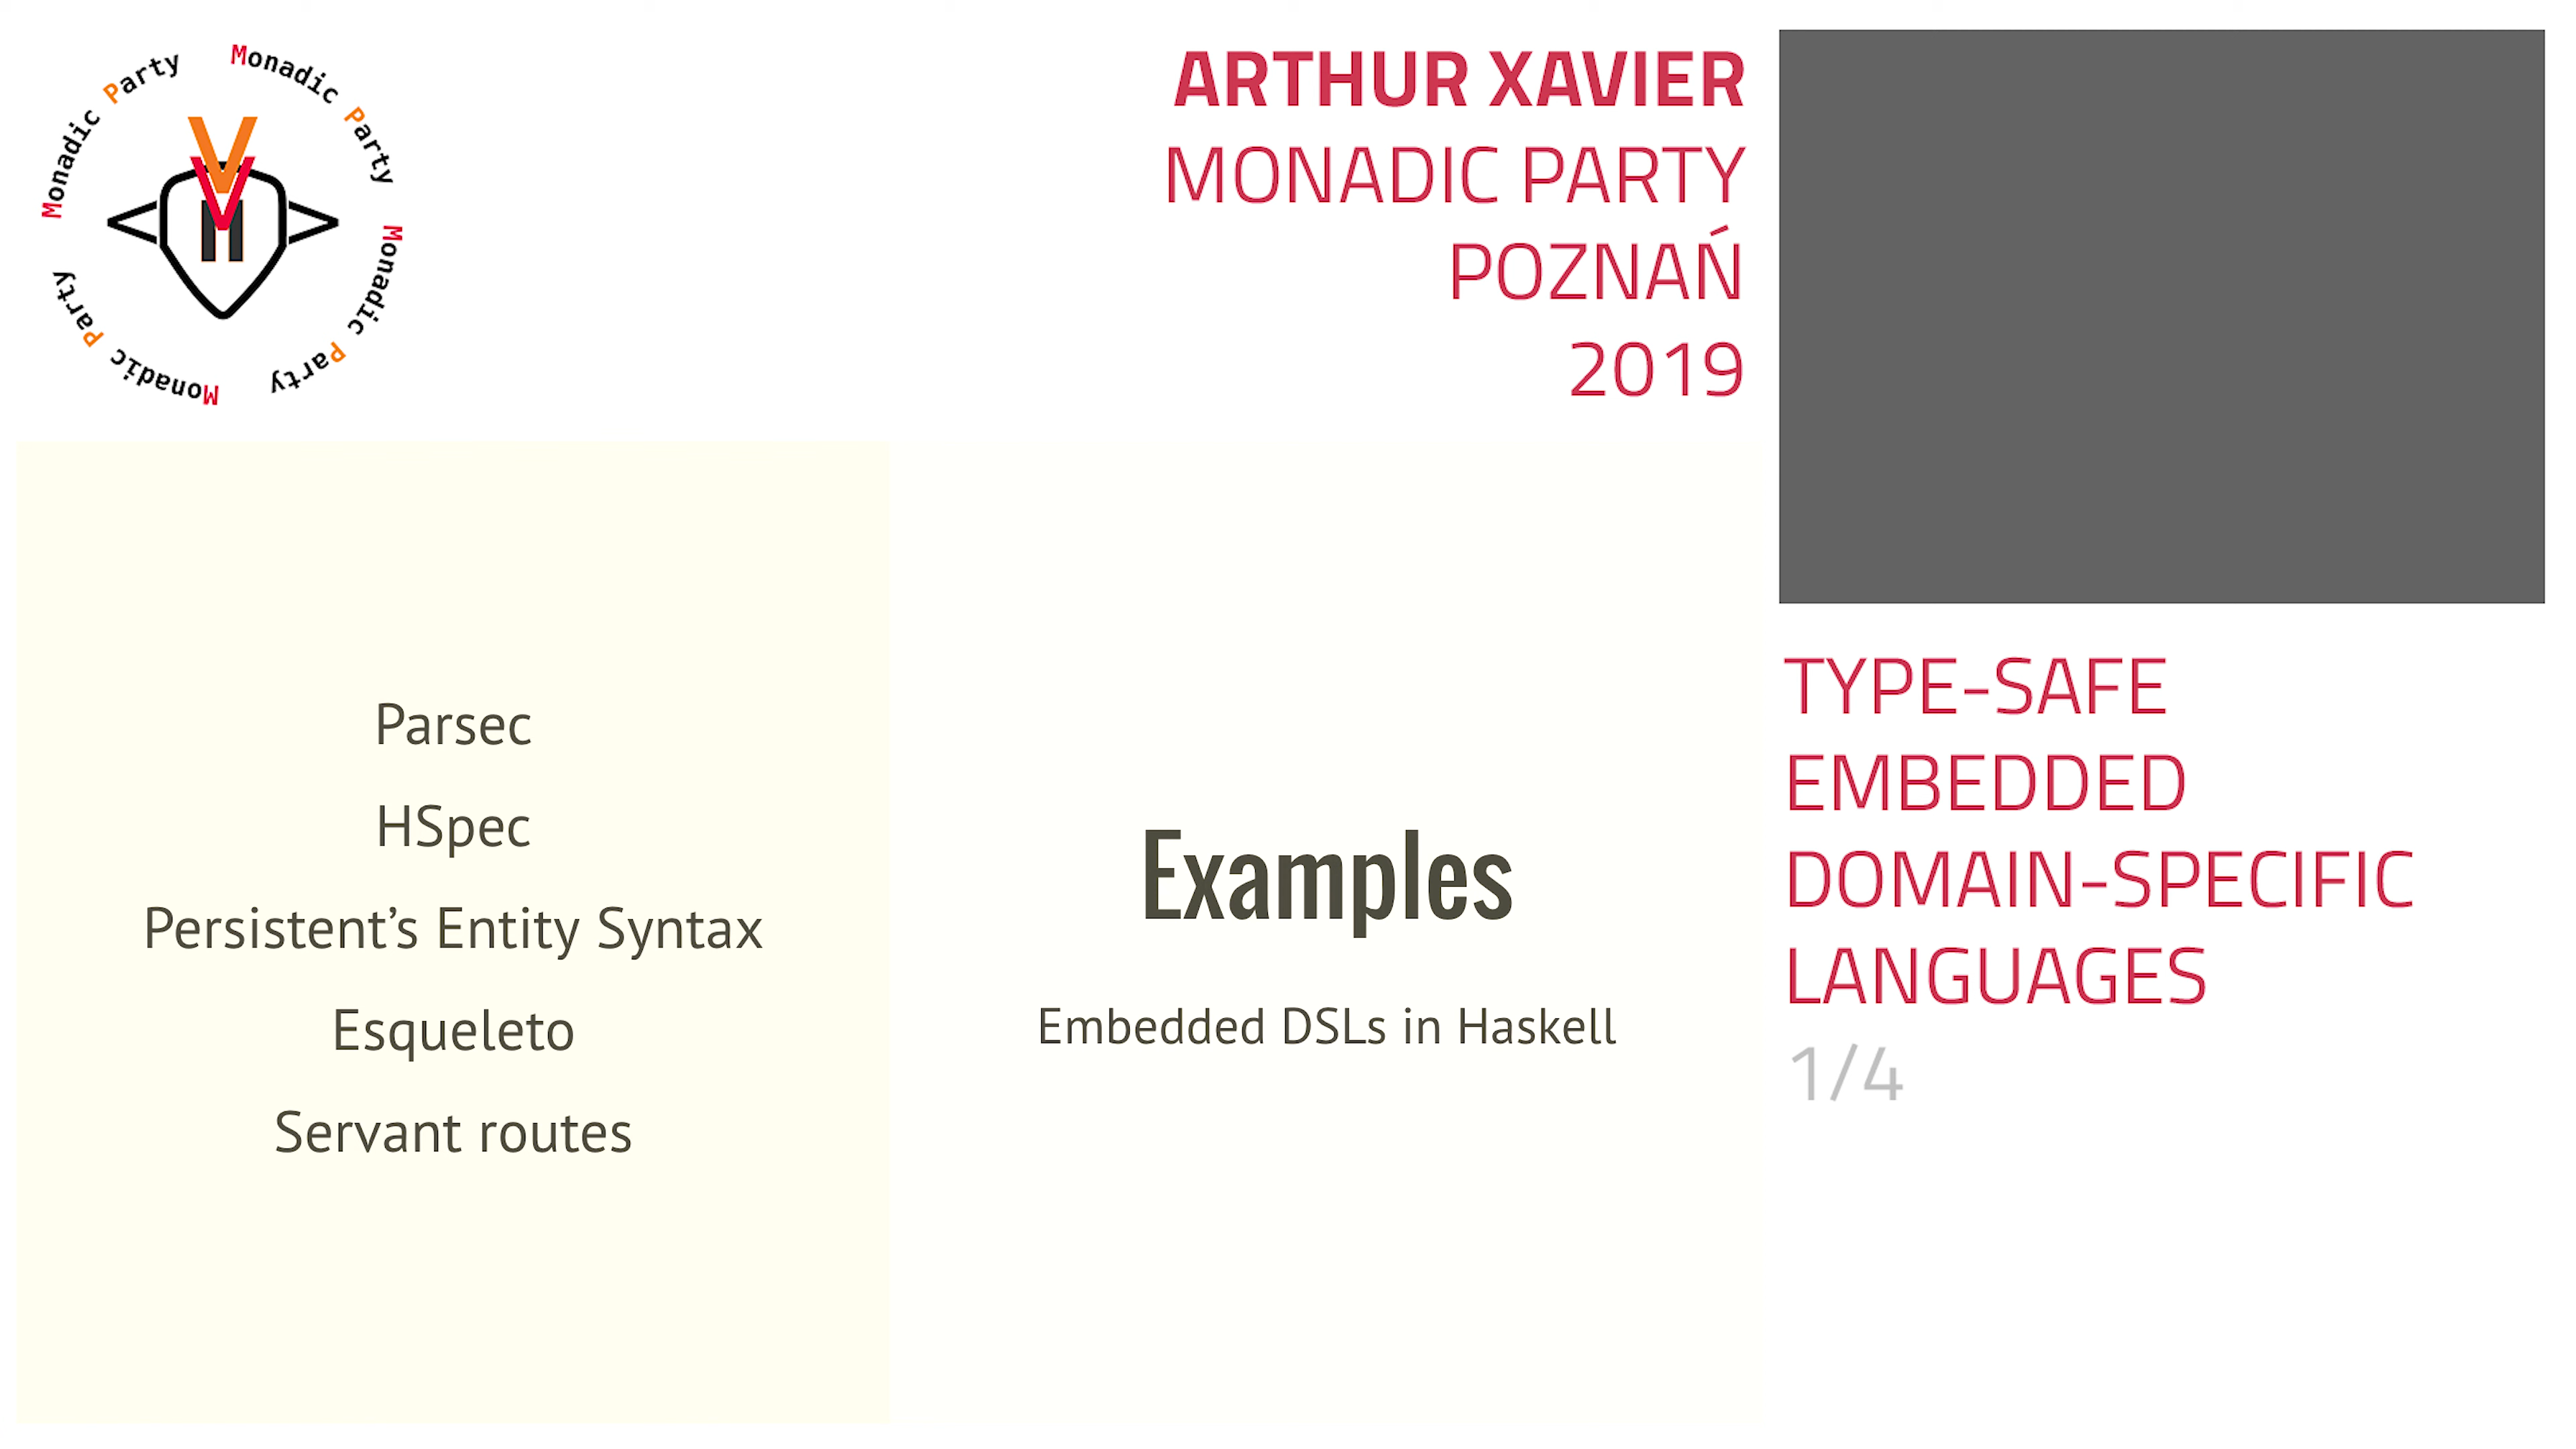 Monadic Party Monadic Party Monadic Party Monadic Party
ARTHUR XAVIER
MONADIC PARTY
POZNAŃ
2019
Parsec
HSpec
Persistent’s Entity Syntax
Esqueleto
Servant routes
Examples
Embedded DSLs in Haskell
TYPE-SAFE
EMBEDDED
DOMAIN-SPECIFIC
LANGUAGES
1/4